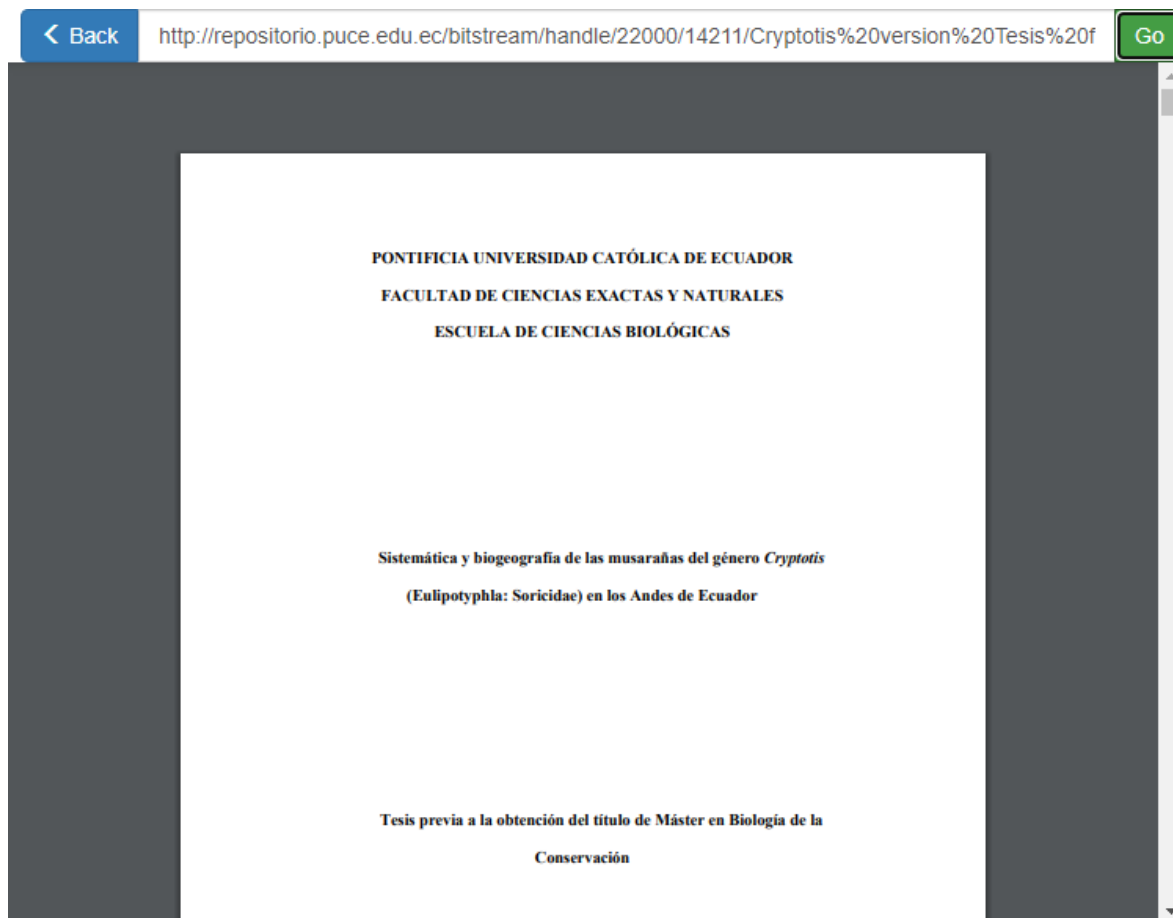 Back
http://repositorio.puce.edu.ec/bitstream/handle/22000/14211/Cryptotis%20version%20Tesis%20f
Go
PONTIFICIA UNIVERSIDAD CATÓLICA DE ECUADOR
FACULTAD DE CIENCIAS EXACTAS Y NATURALES
ESCUELA DE CIENCIAS BIOLÓGICAS
Sistemática y biogeografía de las musarañas del género Cryptotis
(Eulipotyphla: Soricidae) en los Andes de Ecuador
Tesis previa a la obtención del título de Máster en Biología de la
Conservación